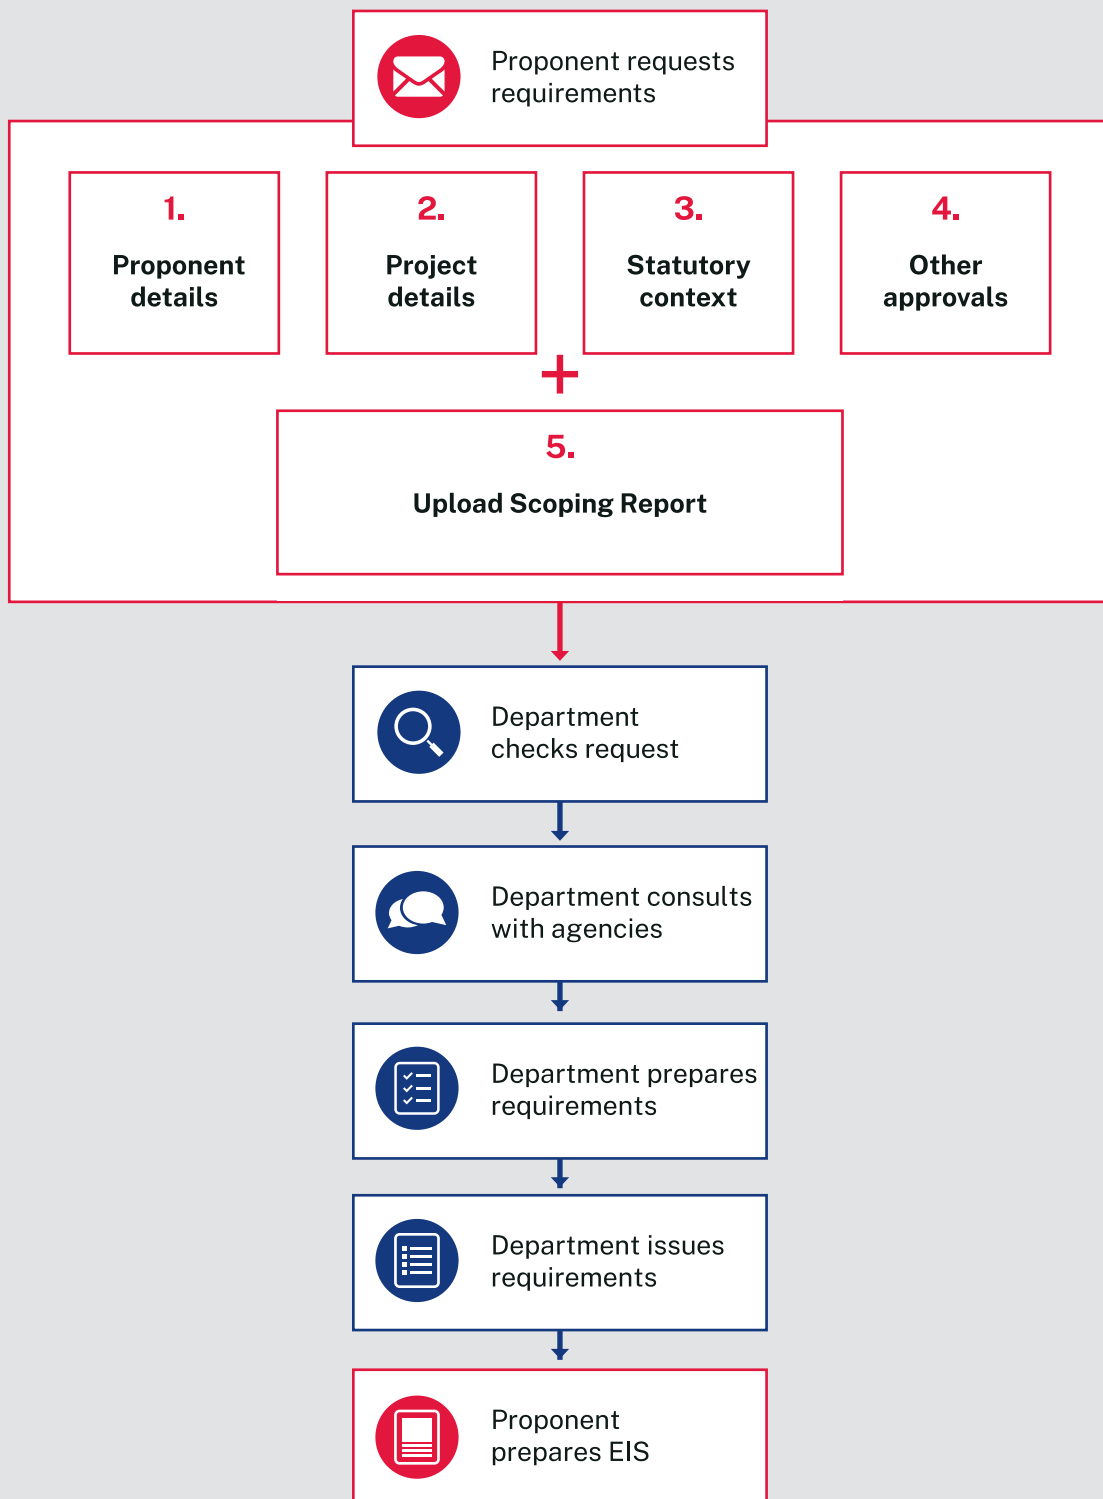 Proponent requests
requirements
1.
Proponent
details
2.
Project
details
3.
Statutory
context
4.
Other
approvals
5.
Upload Scoping Report
Department
checks request
Department consults
with agencies
Department prepares
requirements
Department issues
requirements
Proponent
prepares EIS